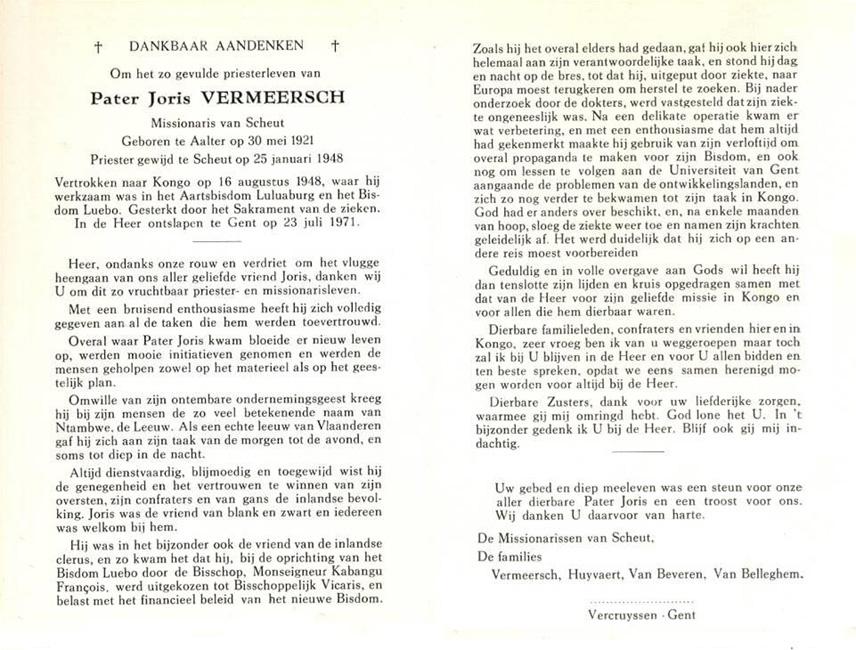 † DANKBAAR AANDENKEN †
Om het zo gevulde priesterleven van
Pater Joris VERMEERSCH
Missionaris van Scheut
Geboren te Aalter op 30 mei 1921
Priester gewijd te Scheut op 25 januari 1948
Vertrokken naar Kongo op 16 augustus 1948, waar hij
werkzaam was in het Aartsbisdom Luluaburg en het Bis-
dom Luebo. Gesterkt door het Sakrament van de zieken.
In de Heer ontslapen te Gent op 23 juli 1971.
Heer, ondanks onze rouw en verdriet om het vlugge
heengaan van ons aller geliefde vriend Joris, danken wij
U om dit zo vruchtbaar priester- en missionarisleven.
Met een bruisend enthousiasme heeft hij zich volledig
gegeven aan al de taken die hem werden toevertrouwd.
Overal waar Pater Joris kwam bloeide er nieuw leven
op, werden mooie initiatieven genomen en werden de
mensen geholpen zowel op het materieel als op het gees-
telijk plan.
Omwille van zijn ontembare ondernemingsgeest kreeg
hij bij zijn mensen de zo veel betekenende naam van
Ntambwe, de Leeuw. Als een echte leeuw van Vlaanderen
gaf hij zich aan zijn taak van de morgen tot de avond, en
soms tot diep in de nacht.
Altijd dienstvaardig, blijmoedig en toegewijd wist hij
de genegenheid en het vertrouwen te winnen van zijn
oversten, zijn confraters en van gans de inlandse bevol-
king. Joris was de vriend van blank en zwart en iedereen
was welkom bij hem.
Hij was in het bijzonder ook de vriend van de inlandse
clerus, en zo kwam het dat hij, bij de oprichting van het
Bisdom Luebo door de Bisschop, Monseigneur Kabangu
François, werd uitgekozen tot Bisschoppelijk Vicaris, en
belast met het financieel beleid van het nieuwe Bisdom.
Zoals hij het overal elders had gedaan, gaf hij ook hier zich
helemaal aan zijn verantwoordelijke taak, en stond hij dag
en nacht op de bres, tot dat hij, uitgeput door ziekte, naar
Europa moest terugkeren om herstel te zoeken. Bij nader
onderzoek door de dokters, werd vastgesteld dat zijn ziek-
te ongeneeslijk was. Na een delikate operatie kwam er
wat verbetering, en met een enthousiasme dat hem altijd
had gekenmerkt maakte hij gebruik van zijn verloftijd om
overal propaganda te maken voor zijn Bisdom, en ook
nog om lessen te volgen aan de Universiteit van Gent
aangaande de problemen van de ontwikkelingslanden, en
zich zo nog verder te bekwamen tot zijn taak in Kongo.
God had er anders over beschikt, en, na enkele maanden
van hoop, sloeg de ziekte weer toe en namen zijn krachten
geleidelijk af. Het werd duidelijk dat hij zich op een an-
dere reis moest voorbereiden
Geduldig en in volle overgave aan Gods wil heeft hij
dan tenslotte zijn lijden en kruis opgedragen samen met
dat van de Heer voor zijn geliefde missie in Kongo en
voor allen die hem dierbaar waren.
Dierbare familieleden, confraters en vrienden hier en in
Kongo, zeer vroeg ben ik van u weggeroepen maar toch
zal ik bij U blijven in de Heer en voor U allen bidden en
ten beste spreken, opdat we eens samen herenigd mo-
gen worden voor altijd bij de Heer.
Dierbare Zusters, dank voor uw liefderijke zorgen,
waarmee gij mij omringd hebt. God lone het U. In 't
bijzonder gedenk ik U bij de Heer. Blijf ook gij mij in-
dachtig.
Uw gebed en diep meeleven was een steun voor onze
aller dierbare Pater Joris en een troost voor ons.
Wij danken U daarvoor van harte.
De Missionarissen van Scheut,
De families
Vermeersch, Huyvaert, Van Beveren, Van Belleghem.
Vercruyssen - Gent